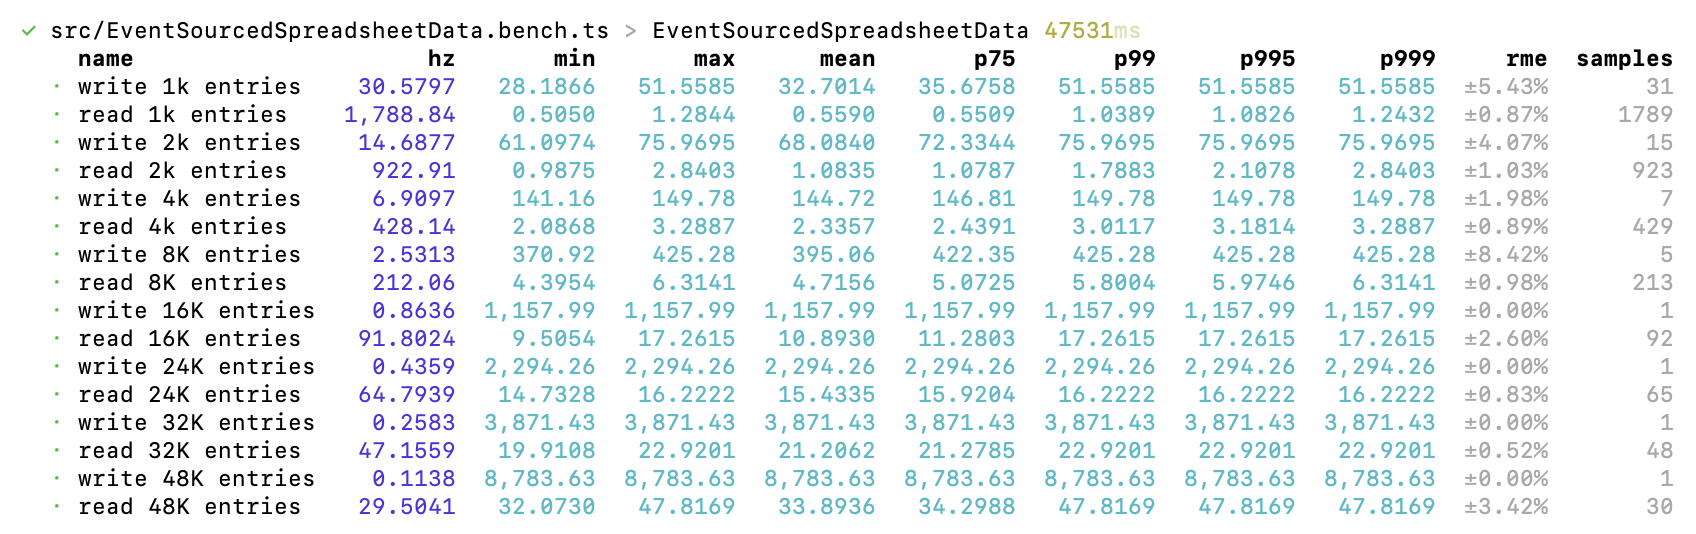 ✓ src/EventSourcedSpreadsheetData.bench.ts > EventSourcedSpreadsheetData 47531ms
name hz min max mean p75 p99 p995 p999 rme samples
· write 1k entries 30.5797 28.1866 51.5585 32.7014 35.6758 51.5585 51.5585 51.5585 ±5.43% 31
· read 1k entries 1,788.84 0.5050 1.2844 0.5590 0.5509 1.0389 1.0826 1.2432 ±0.87% 1789
· write 2k entries 14.6877 61.0974 75.9695 68.0840 72.3344 75.9695 75.9695 75.9695 ±4.07% 15
· read 2k entries 922.91 0.9875 2.8403 1.0835 1.0787 1.7883 2.1078 2.8403 ±1.03% 923
· write 4k entries 6.9097 141.16 149.78 144.72 146.81 149.78 149.78 149.78 ±1.98% 7
· read 4k entries 428.14 2.0868 3.2887 2.3357 2.4391 3.0117 3.1814 3.2887 ±0.89% 429
· write 8K entries 2.5313 370.92 425.28 395.06 422.35 425.28 425.28 425.28 ±8.42% 5
· read 8K entries 212.06 4.3954 6.3141 4.7156 5.0725 5.8004 5.9746 6.3141 ±0.98% 213
· write 16K entries 0.8636 1,157.99 1,157.99 1,157.99 1,157.99 1,157.99 1,157.99 1,157.99 ±0.00% 1
· read 16K entries 91.8024 9.5054 17.2615 10.8930 11.2803 17.2615 17.2615 17.2615 ±2.60% 92
· write 24K entries 0.4359 2,294.26 2,294.26 2,294.26 2,294.26 2,294.26 2,294.26 2,294.26 ±0.00% 1
· read 24K entries 64.7939 14.7328 16.2222 15.4335 15.9204 16.2222 16.2222 16.2222 ±0.83% 65
· write 32K entries 0.2583 3,871.43 3,871.43 3,871.43 3,871.43 3,871.43 3,871.43 3,871.43 ±0.00% 1
· read 32K entries 47.1559 19.9108 22.9201 21.2062 21.2785 22.9201 22.9201 22.9201 ±0.52% 48
· write 48K entries 0.1138 8,783.63 8,783.63 8,783.63 8,783.63 8,783.63 8,783.63 8,783.63 ±0.00% 1
· read 48K entries 29.5041 32.0730 47.8169 33.8936 34.2988 47.8169 47.8169 47.8169 ±3.42% 30